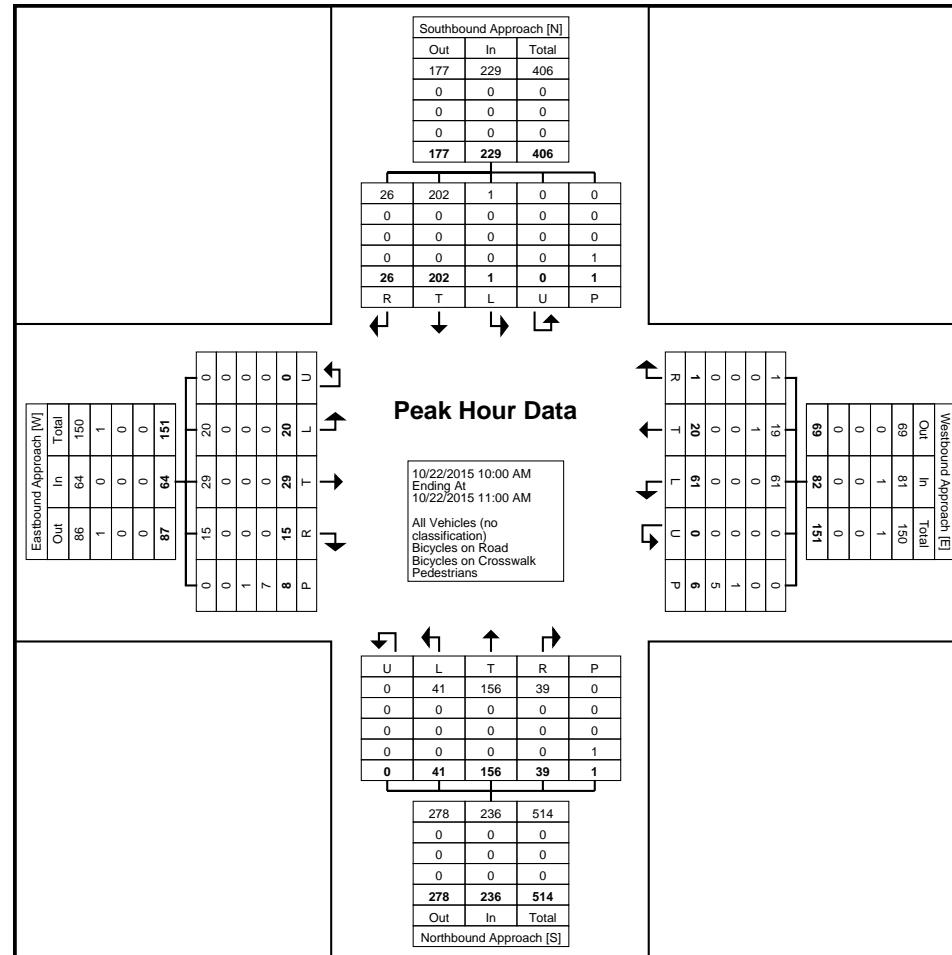 Southbound Approach [N]
Out In Total
177 229 406
0 0 0
0 0 0
0 0 0
177 229 406
26 202 1 0 0
0 0 0 0 0
0 0 0 0 0
0 0 0 0 1
26 202 1 0 1
R T L U P
Eastbound Approach [W]
Total In Out
150 64 86
1 0 1
0 0 0
0 0 0
151 64 87
0 20 29 15 0
0 0 0 0 0
0 0 0 0 1
0 0 0 0 7
0 20 29 15 8
U L T R P
Peak Hour Data
10/22/2015 10:00 AM
Ending At
10/22/2015 11:00 AM
All Vehicles (no
classification)
Bicycles on Road
Bicycles on Crosswalk
Pedestrians
R T L U P
1 20 61 0 6
0 0 0 0 5
0 0 0 0 1
0 1 0 0 0
1 19 61 0 0
69 82 151
0 0 0
0 0 0
0 1 1
69 81 150
Out In Total
Westbound Approach [E]
U L T R P
0 41 156 39 0
0 0 0 0 0
0 0 0 0 0
0 0 0 0 1
0 41 156 39 1
278 236 514
0 0 0
0 0 0
0 0 0
278 236 514
Out In Total
Northbound Approach [S]